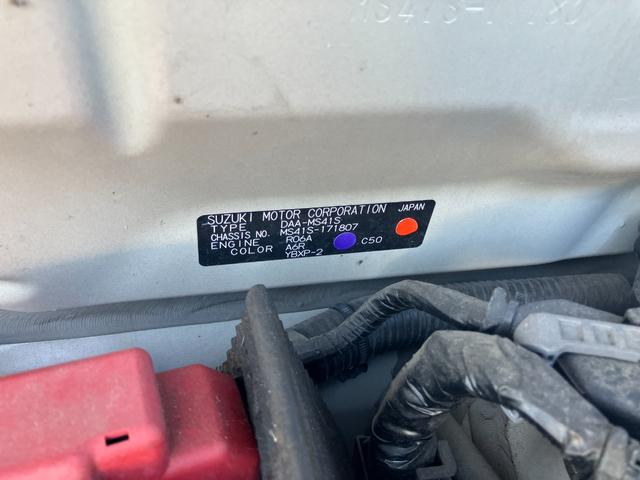 SUZUKI MOTOR CORPORATION JAPAN
TYPE DAA-MS41S
CHASSIS NO. MS41S-171807
ENGINE R06A C50
COLOR A6R
YBXP-2